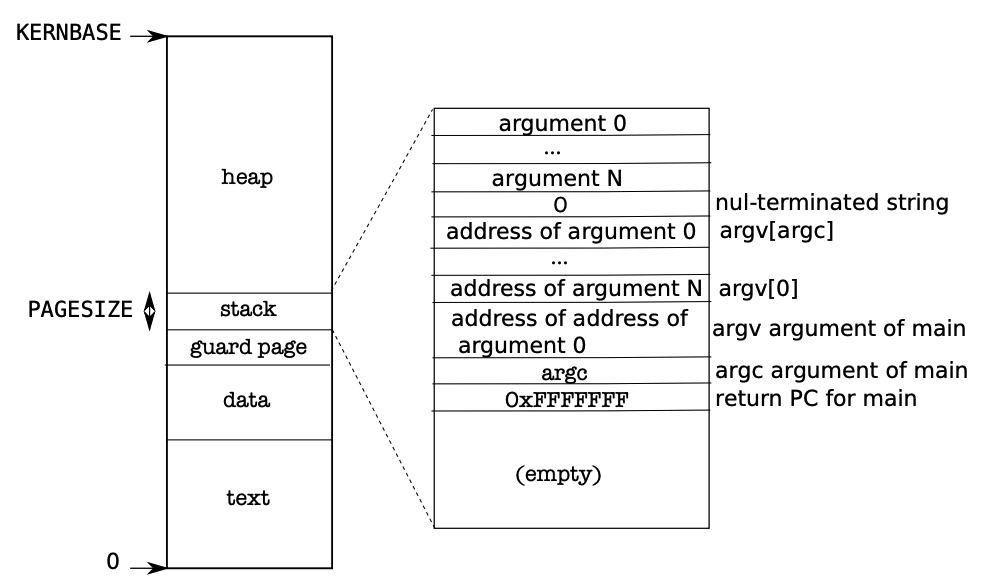 KERNBASE
heap
PAGESIZE
stack
guard page
data
text
0
argument 0
...
argument N
0
nul-terminated string
address of argument 0
argv[argc]
...
address of argument N
argv[0]
address of address of
argument 0
argv argument of main
argc
argc argument of main
0xFFFFFFF
return PC for main
(empty)